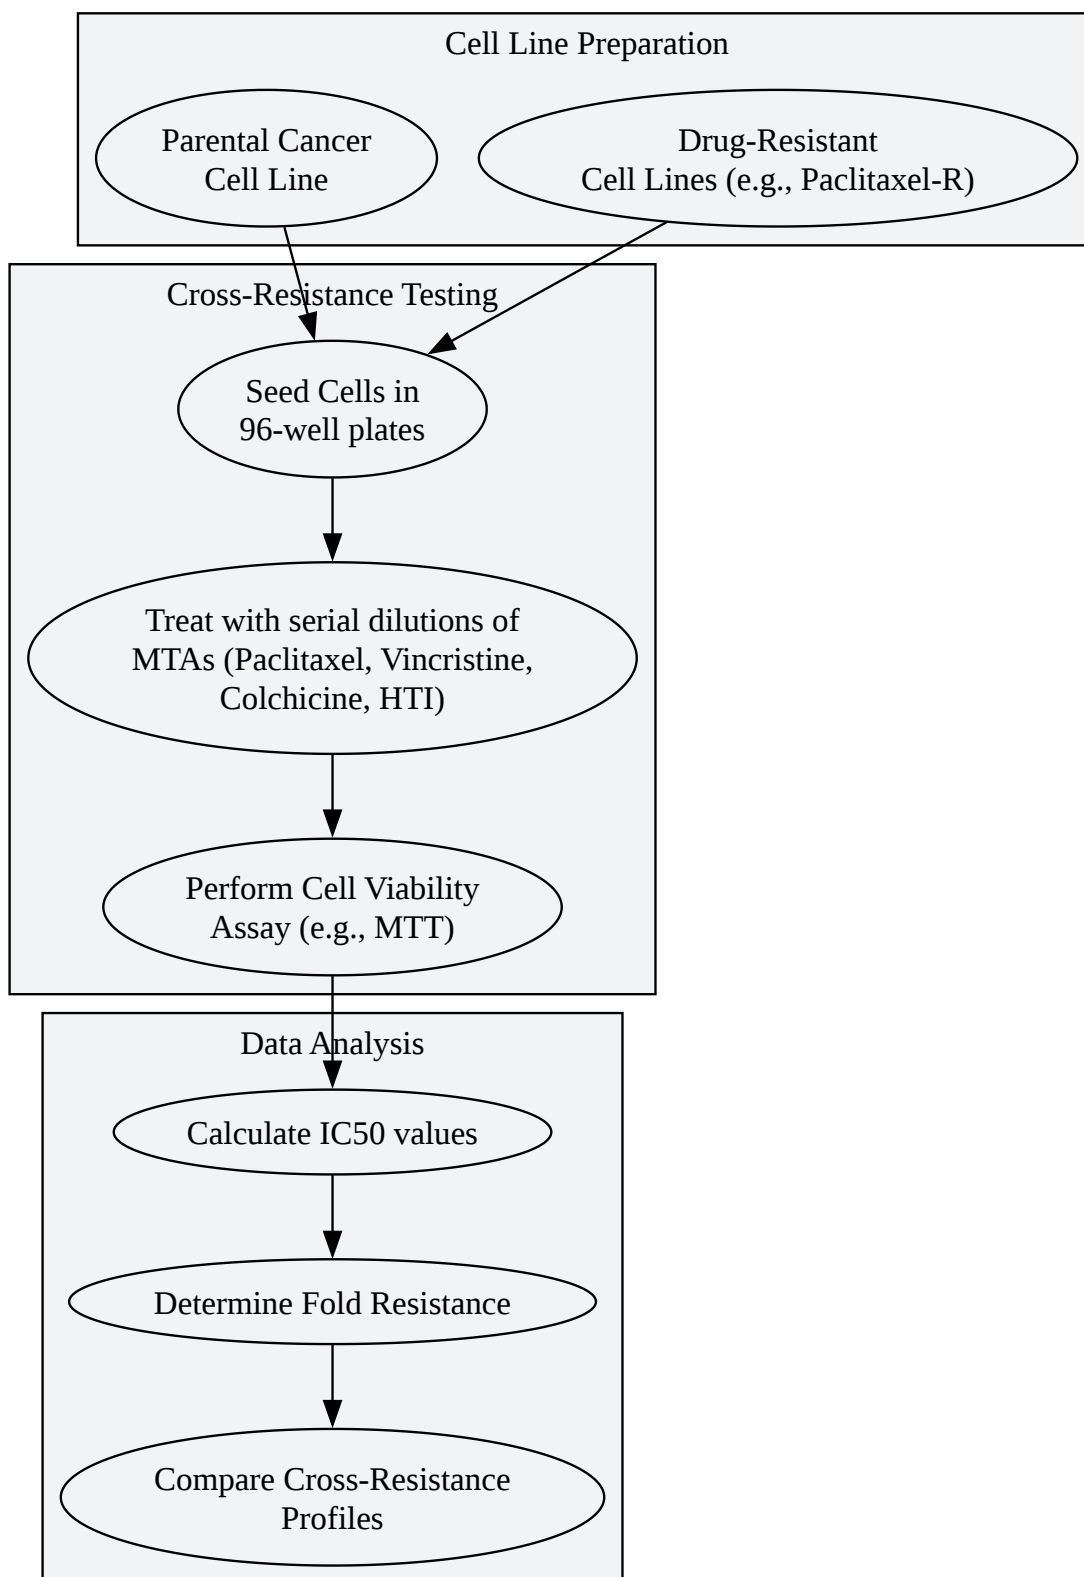 Cell Line Preparation
Parental Cancer
Cell Line
Drug-Resistant
Cell Lines (e.g., Paclitaxel-R)
Cross-Resistance Testing
Seed Cells in
96-well plates
Treat with serial dilutions of
MTAs (Paclitaxel, Vincristine,
Colchicine, HTI)
Perform Cell Viability
Assay (e.g., MTT)
Data Analysis
Calculate IC50 values
Determine Fold Resistance
Compare Cross-Resistance
Profiles